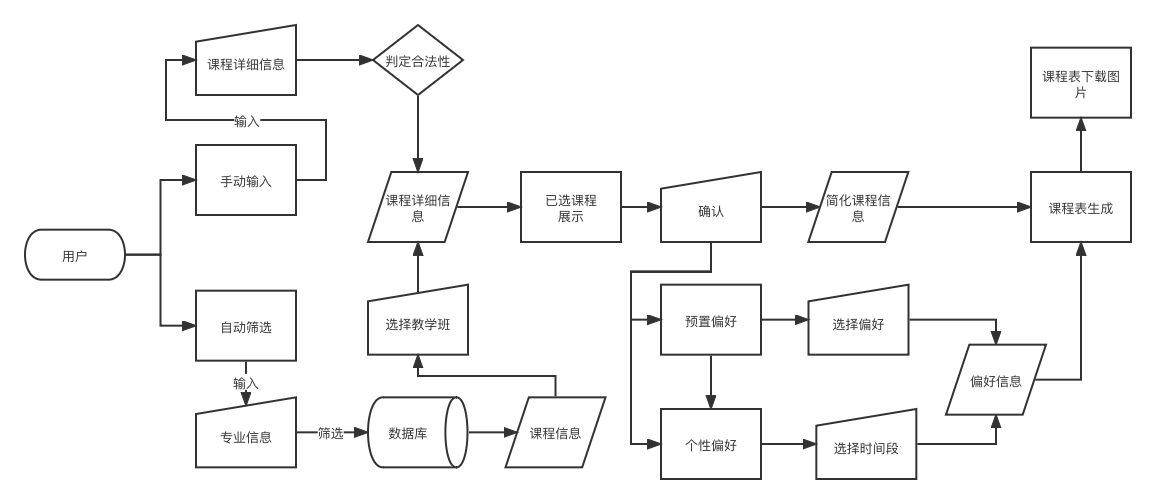 课程详细信息
判定合法性
输入
手动输入
用户
自动筛选
输入
专业信息
筛选
数据库
课程信息
选择教学班
课程详细信
息
已选课程
展示
确认
简化课程信
息
预置偏好
选择偏好
个性偏好
选择时间段
偏好信息
课程表生成
课程表下载图
片